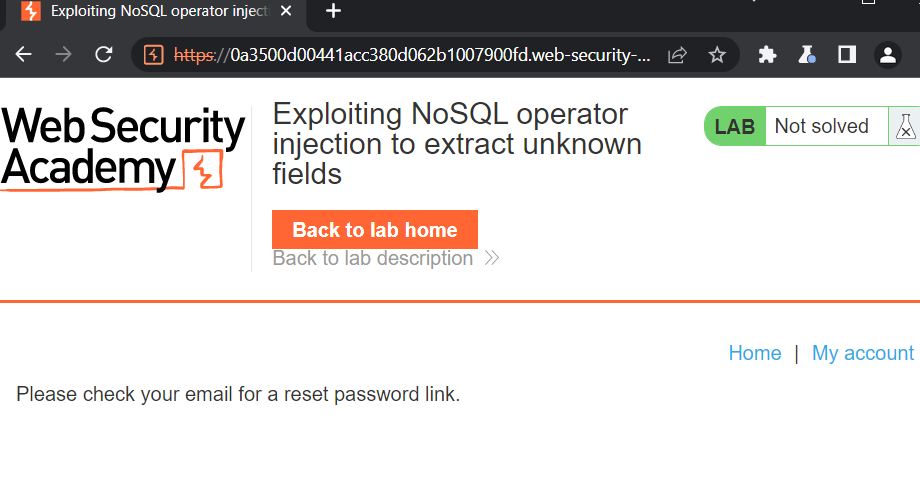 Exploiting NoSQL operator injecti
https://0a3500d00441acc380d062b1007900fd.web-security-...
Web Security
Academy
Exploiting NoSQL operator
injection to extract unknown
fields
LAB Not solved
Back to lab home
Back to lab description
Home | My account
Please check your email for a reset password link.